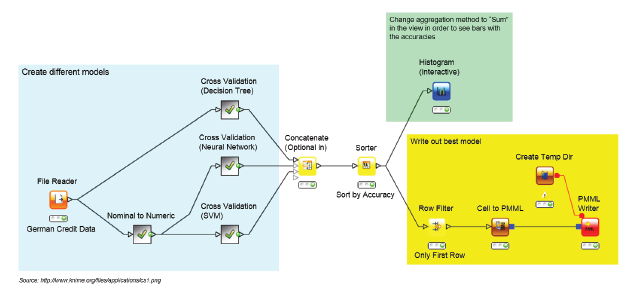 Change aggregation method to "Sum"
in the view in order to see bars with
the accuracies
Histogram
(interactive)
Create different models
Cross Validation
(Decision Tree)
Cross Validation
(Neural Network)
Concatenate
(Optional in)
Sorter
Sort by Accuracy
Write out best model
Create Temp Dir
File Reader
German Credit Data
Nominal to Numeric
Cross Validation
(SVM)
Row Filter
Only First Row
Cell to PMML
PMML
Writer
Source: http://www.knime.org/files/applications/cs1.png